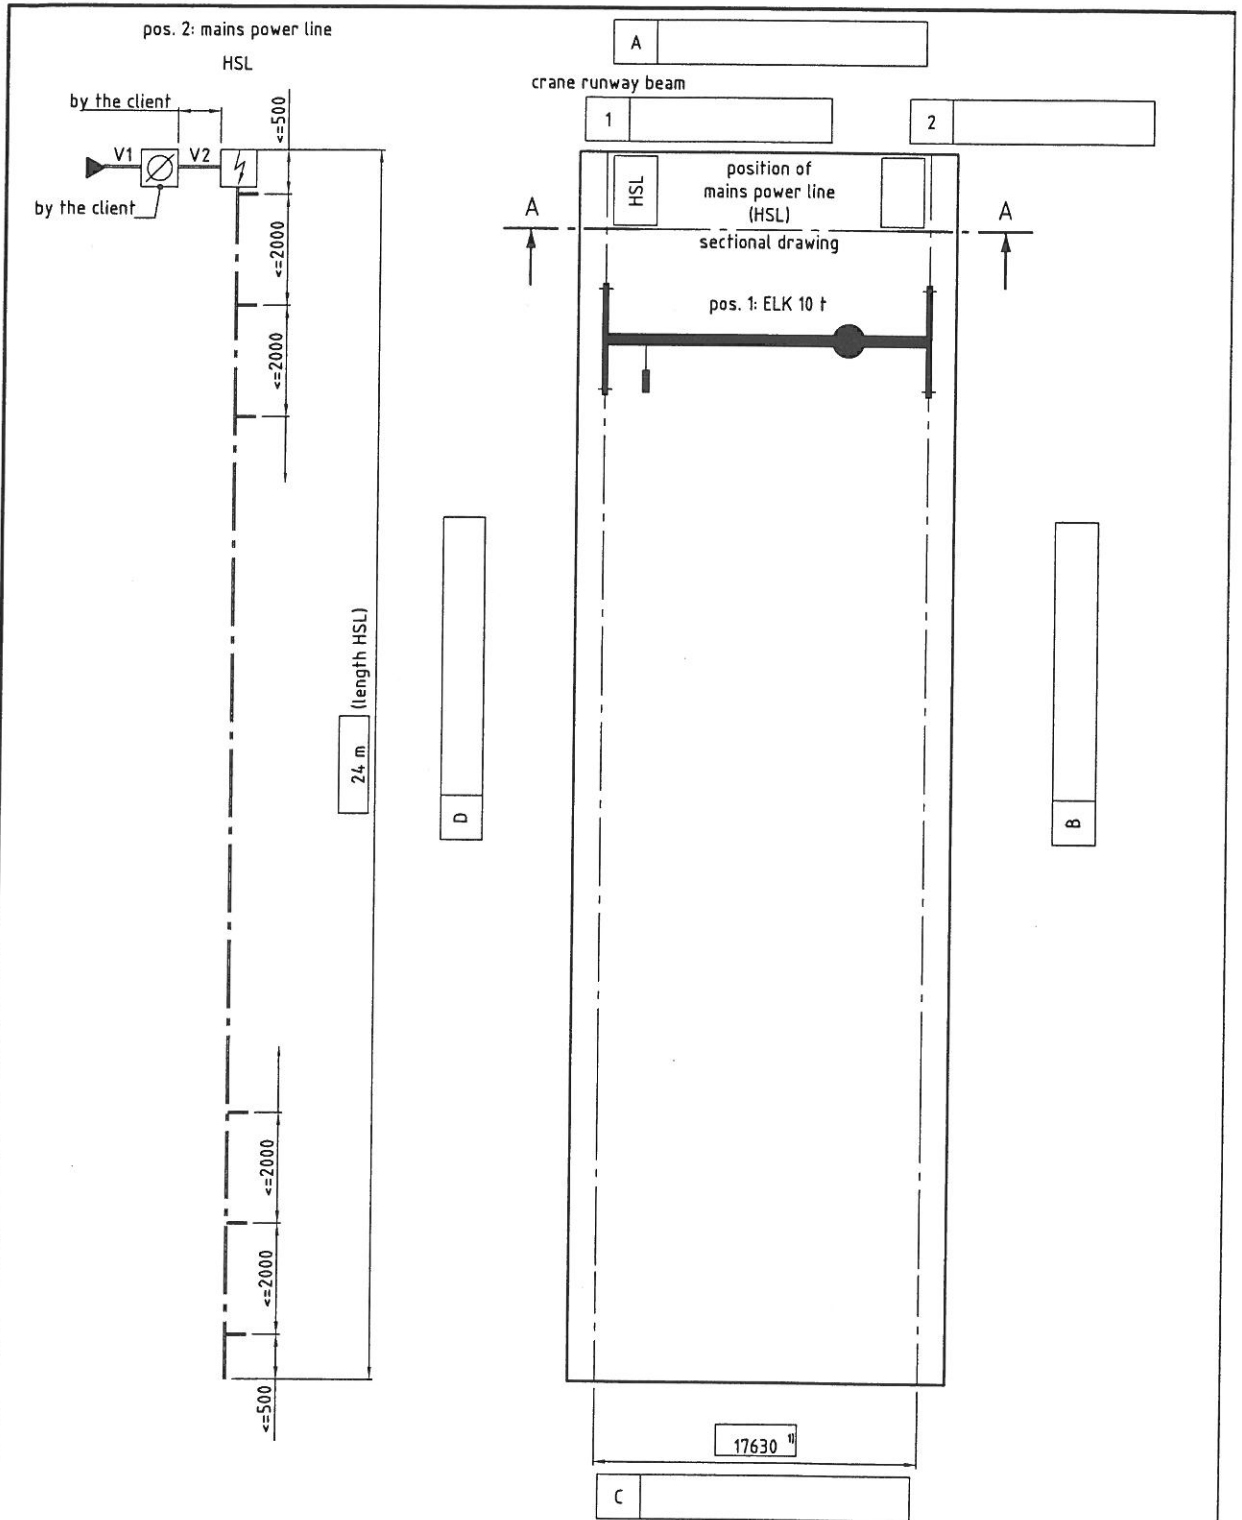 pos. 2: mains power line
HSL
by the client
<=500
V1
V2
by the client
<=2000
<=2000
24 m
(length HSL)
<=2000
<=2000
<=500
A
crane runway beam
1
2
HSL
position of
mains power line
(HSL)
A
A
sectional drawing
pos. 1: ELK 10 t
D
B
17630 1)
C